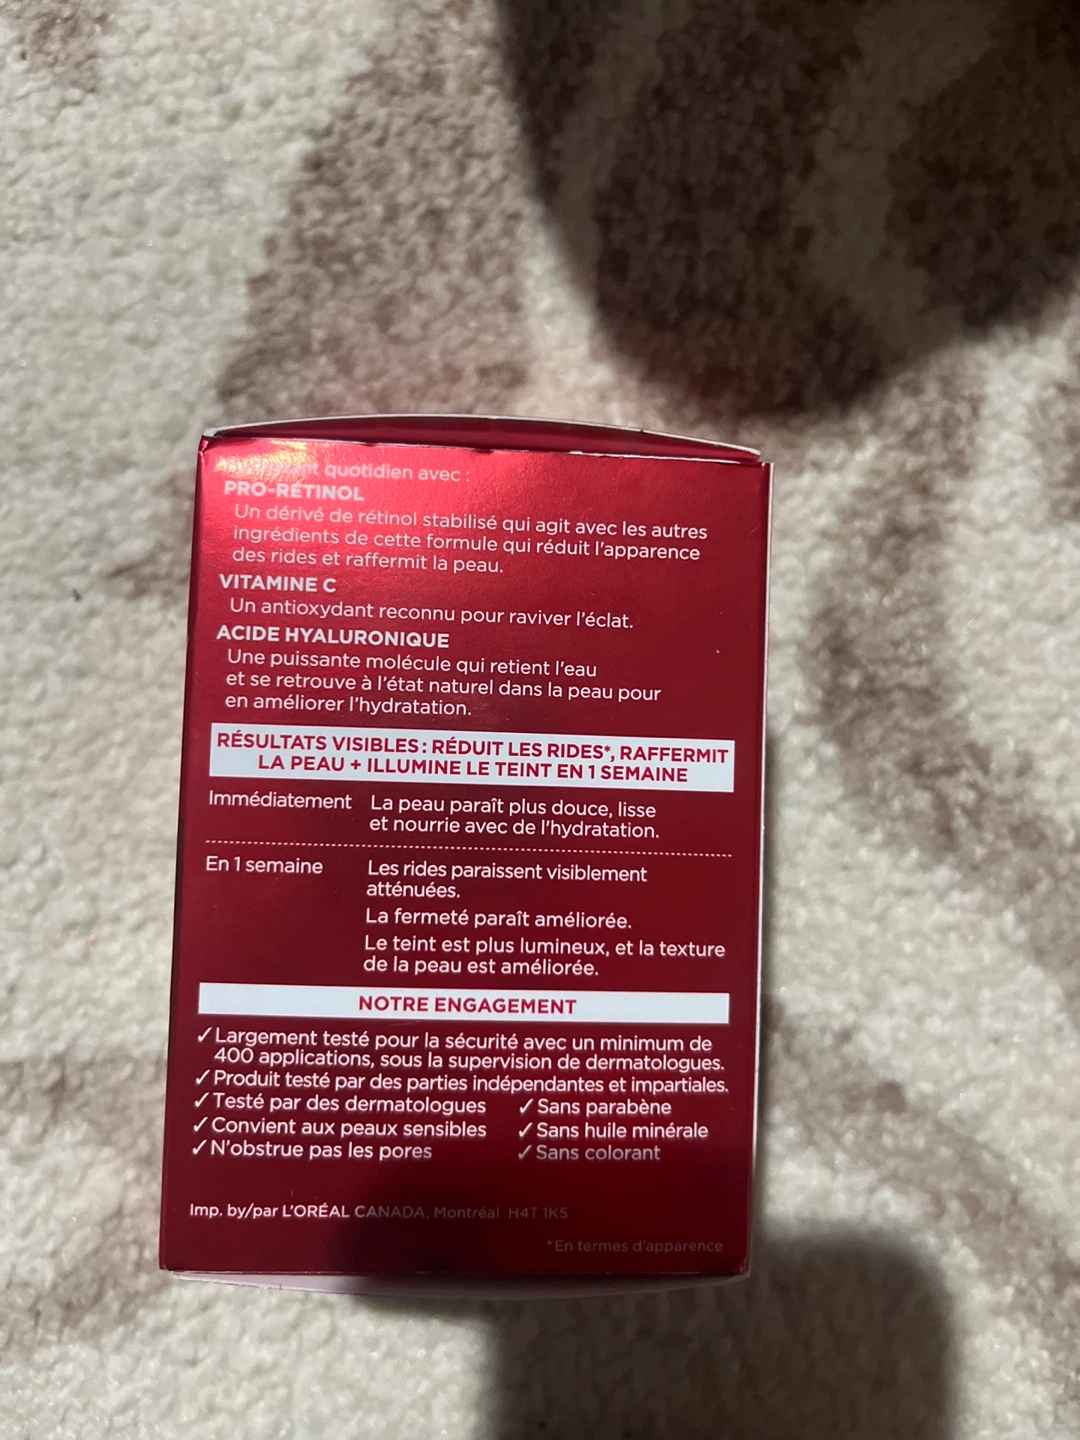 quotidien avec :
PRO-RÉTINOL
Un dérivé de rétinol stabilisé qui agit avec les autres
ingrédients de cette formule qui réduit l'apparence
des rides et raffermit la peau.
VITAMINE C
Un antioxydant reconnu pour raviver l'éclat.
ACIDE HYALURONIQUE
Une puissante molécule qui retient l'eau
et se retrouve à l'état naturel dans la peau pour
en améliorer l'hydratation.
RÉSULTATS VISIBLES : RÉDUIT LES RIDES*, RAFFERMIT
LA PEAU + ILLUMINE LE TEINT EN 1 SEMAINE
Immédiatement La peau paraît plus douce, lisse
et nourrie avec de l'hydratation.
En 1 semaine Les rides paraissent visiblement
atténuées.
La fermeté paraît améliorée.
Le teint est plus lumineux, et la texture
de la peau est améliorée.
NOTRE ENGAGEMENT
✓ Largement testé pour la sécurité avec un minimum de
400 applications, sous la supervision de dermatologues.
✓ Produit testé par des parties indépendantes et impartiales.
✓ Testé par des dermatologues ✓ Sans parabène
✓ Convient aux peaux sensibles ✓ Sans huile minérale
✓ N'obstrue pas les pores ✓ Sans colorant
Imp. by/par L'ORÉAL CANADA, Montréal H4T 1K5
*En termes d'apparence